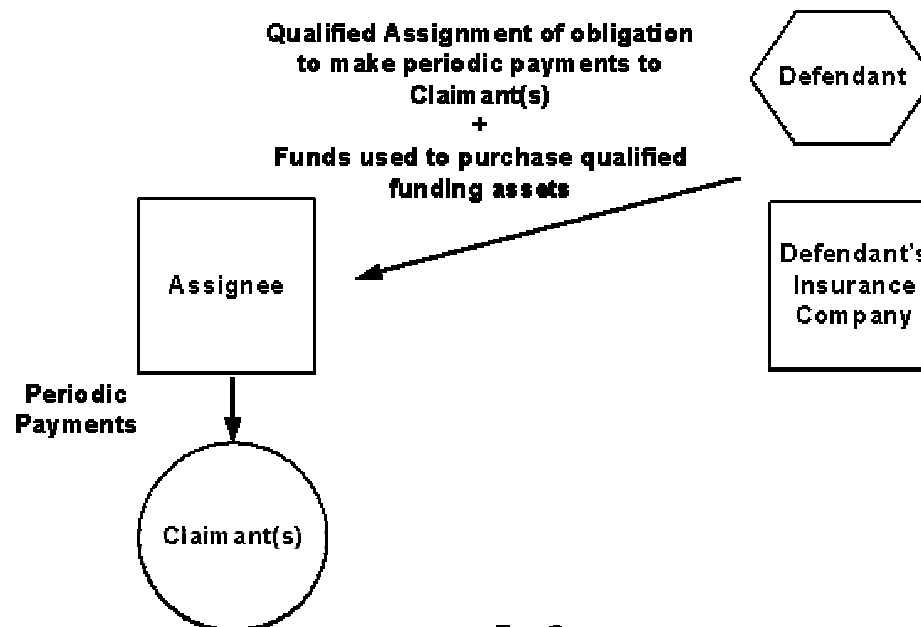 Qualified Assignment of obligation
to make periodic payments to
Claimant(s)
+
Funds used to purchase qualified
funding assets
Defendant
Assignee
Defendant's
Insurance
Company
Periodic
Payments
Claimant(s)